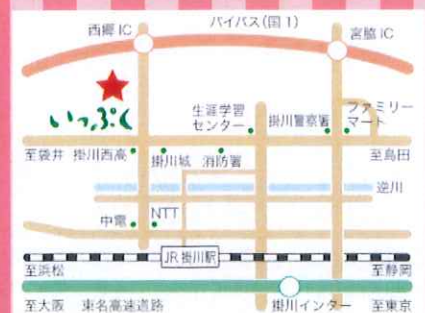 西郷IC
バイパス(国1)
宮脇IC
いっぷく
生涯学習
センター
掛川警察署
ファミリー
マート
至袋井
掛川西高
掛川城
消防署
至島田
逆川
中電
NTT
JR掛川駅
至浜松
至静岡
至大阪
東名高速道路
掛川インター
至東京